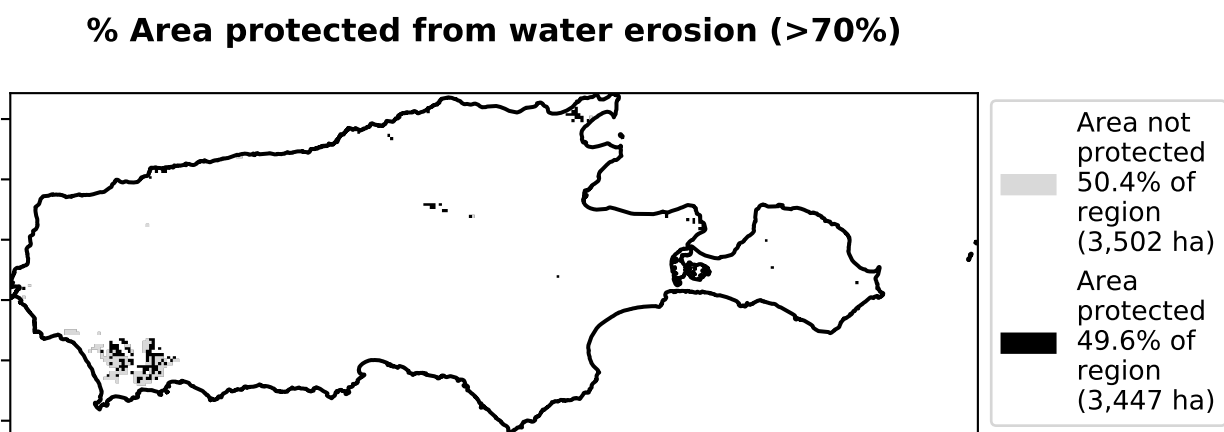 % Area protected from water erosion (>70%)
Area not
protected
50.4% of
region
(3,502 ha)
Area
protected
49.6% of
region
(3,447 ha)